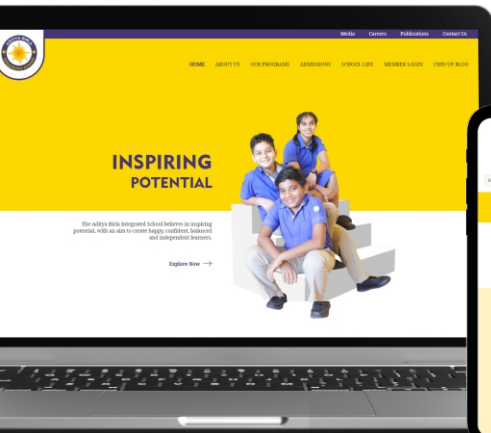 Media Careers Publications Contact Us
HOME ABOUT US OUR PROGRAMS ADMISSIONS SCHOOL LIFE MEMBER LOGIN CHIN UP BLOG
INSPIRING
POTENTIAL
The Aditya Birla Integrated School believes in inspiring
potential, with an aim to create happy, confident, balanced
and independent learners.
Explore Now